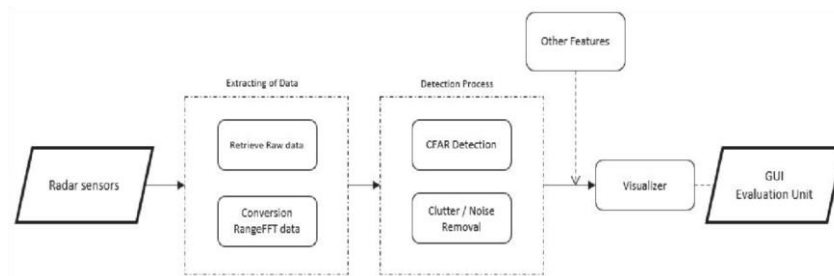 Other Features
Extracting of Data
Detection Process
Retrieve Raw data
CFAR Detection
Radar sensors
Visualizer
GUI
Evaluation Unit
Conversion
RangeFFT data
Clutter / Noise
Removal